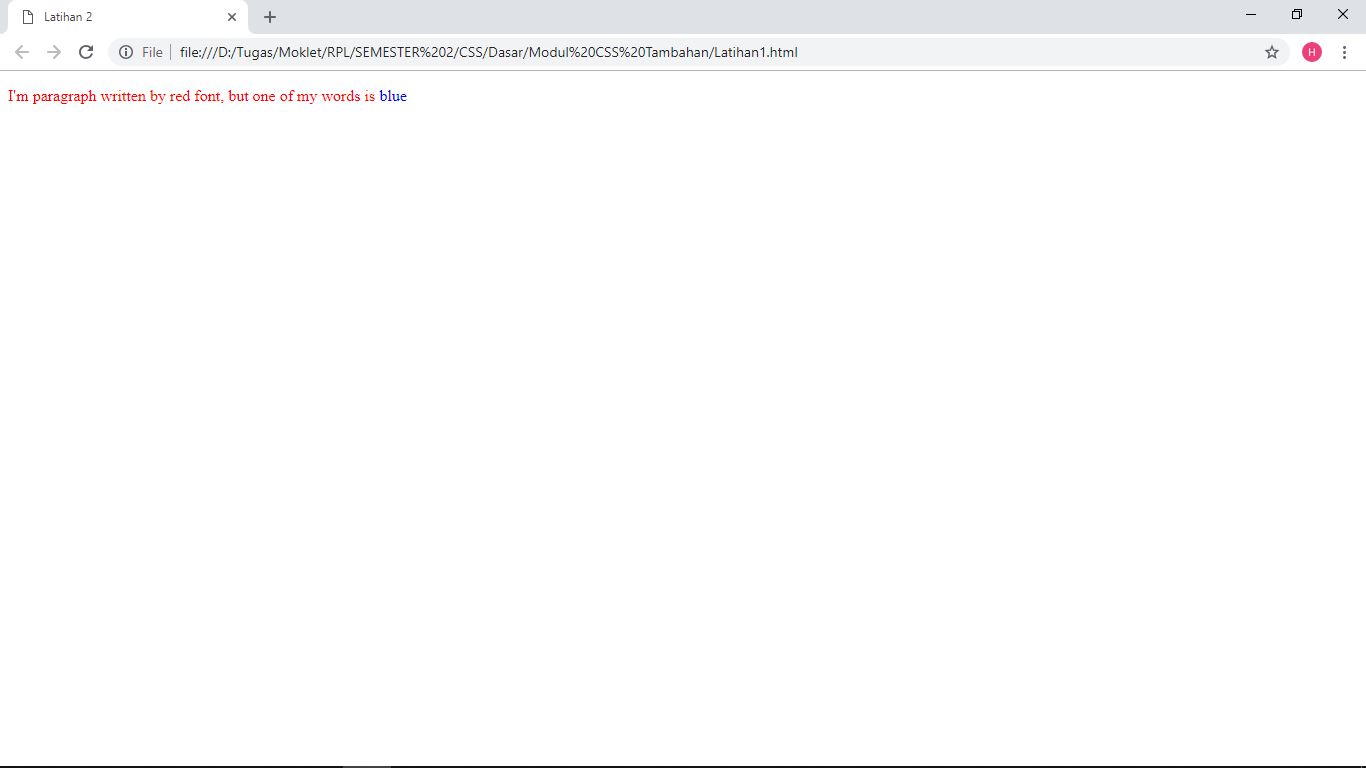 Latihan 2
File file:///D:/Tugas/Moklet/RPL/SEMESTER%202/CSS/Dasar/Modul%20CSS%20Tambahan/Latihan1.html
H
I'm paragraph written by red font, but one of my words is blue